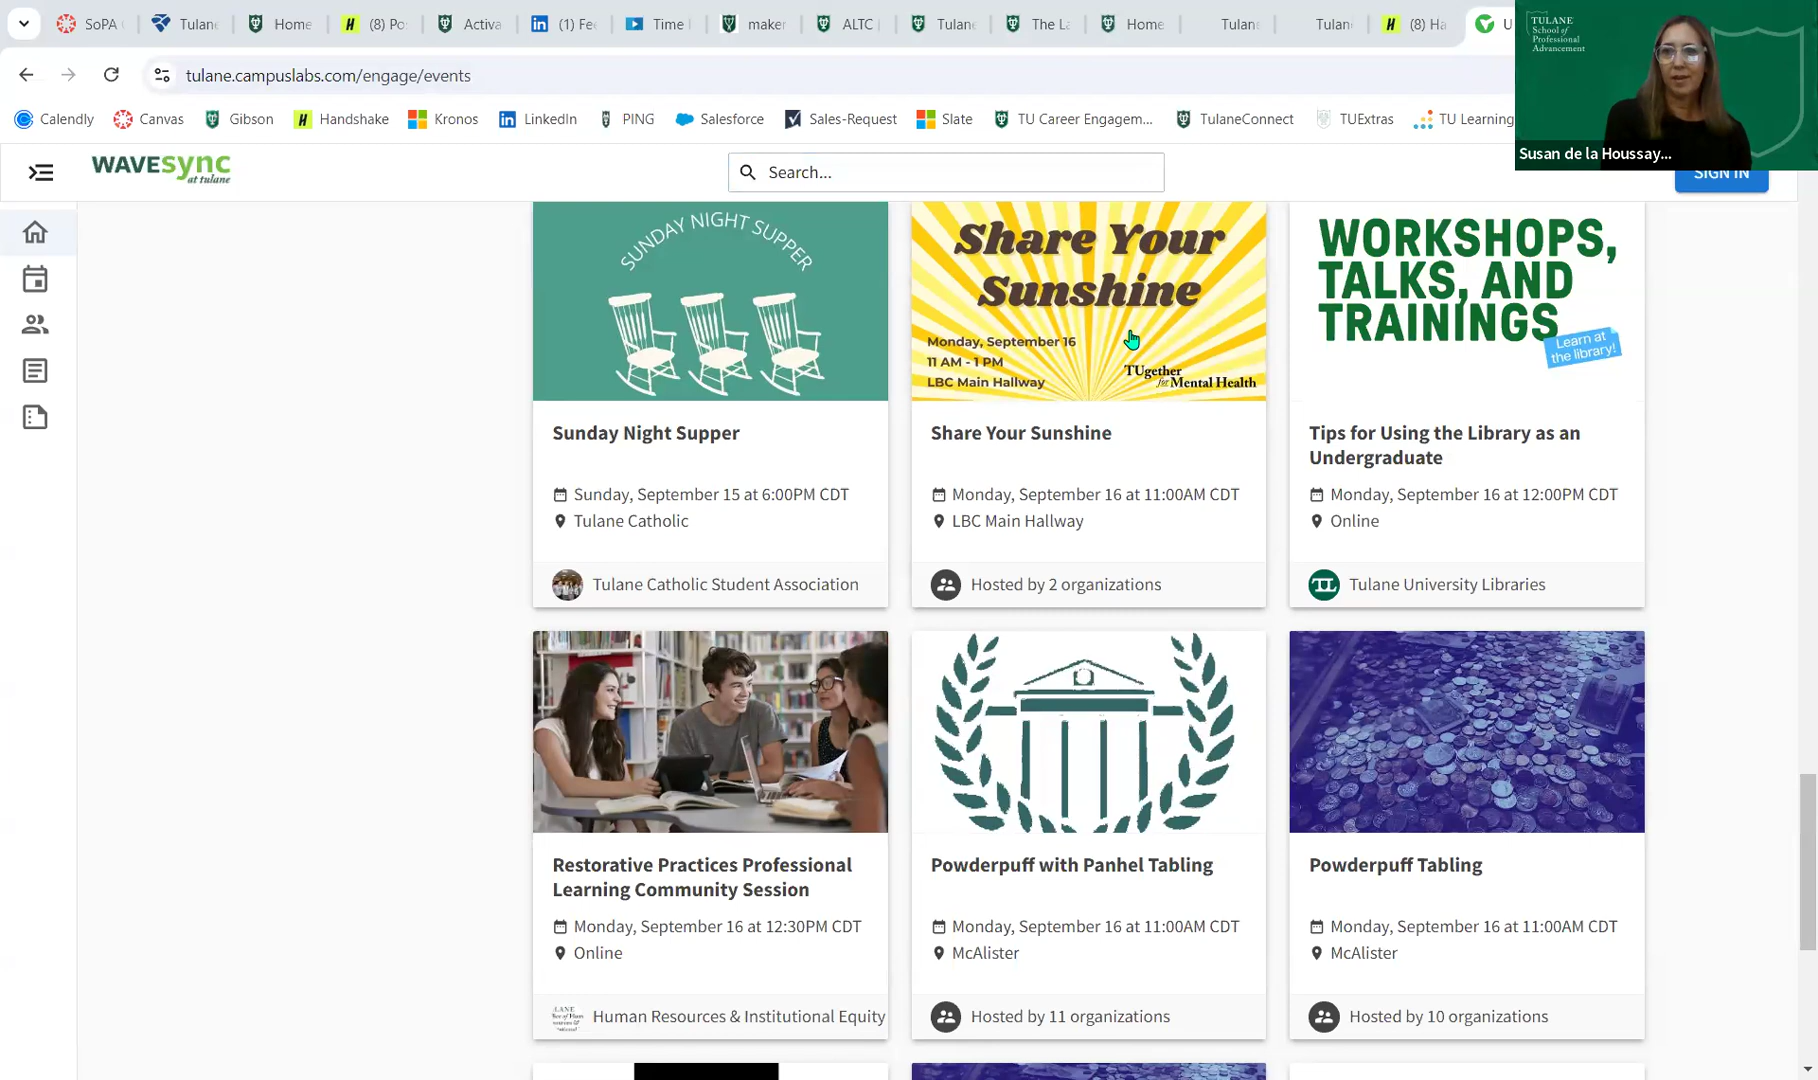 SoPA
Tulane
Home
(8) Po
Activa
(1) Fee
Time
maker
ALTC
Tulane
The La
Home
Tulane
Tulane
(8) Ha
U
tulane.campuslabs.com/engage/events
Calendly
Canvas
Gibson
Handshake
Kronos
LinkedIn
PING
Salesforce
Sales-Request
Slate
TU Career Engagem...
TulaneConnect
TUExtras
TU Learning
TULANE
School of
Professional
Advancement
Susan de la Houssay...
WAVESync
at tulane
Search...
SIGN IN
SUNDAY NIGHT SUPPER
Share Your
Sunshine
Monday, September 16
11 AM - 1 PM
LBC Main Hallway
TUgether
for Mental Health
WORKSHOPS,
TALKS, AND
TRAININGS
Learn at
the library!
Sunday Night Supper
Sunday, September 15 at 6:00PM CDT
Tulane Catholic
Tulane Catholic Student Association
Share Your Sunshine
Monday, September 16 at 11:00AM CDT
LBC Main Hallway
Hosted by 2 organizations
Tips for Using the Library as an
Undergraduate
Monday, September 16 at 12:00PM CDT
Online
Tulane University Libraries
Restorative Practices Professional
Learning Community Session
Monday, September 16 at 12:30PM CDT
Online
Human Resources & Institutional Equity
Powderpuff with Panhel Tabling
Monday, September 16 at 11:00AM CDT
McAlister
Hosted by 11 organizations
Powderpuff Tabling
Monday, September 16 at 11:00AM CDT
McAlister
Hosted by 10 organizations